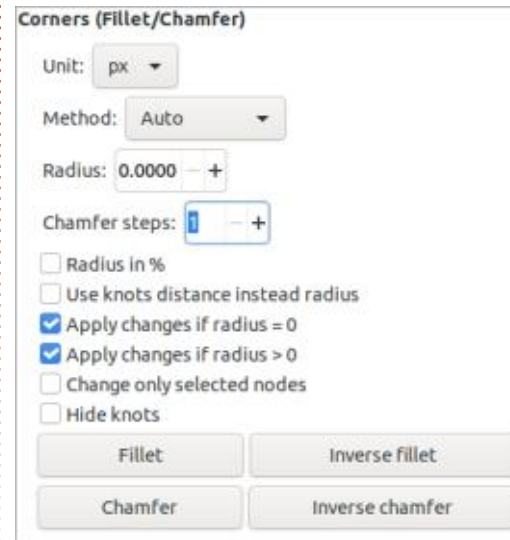 Corners (Fillet/Chamfer)
Unit: px
Method: Auto
Radius: 0.0000 − +
Chamfer steps: 1 − +
Radius in %
Use knots distance instead radius
Apply changes if radius = 0
Apply changes if radius > 0
Change only selected nodes
Hide knots
Fillet Inverse fillet
Chamfer Inverse chamfer